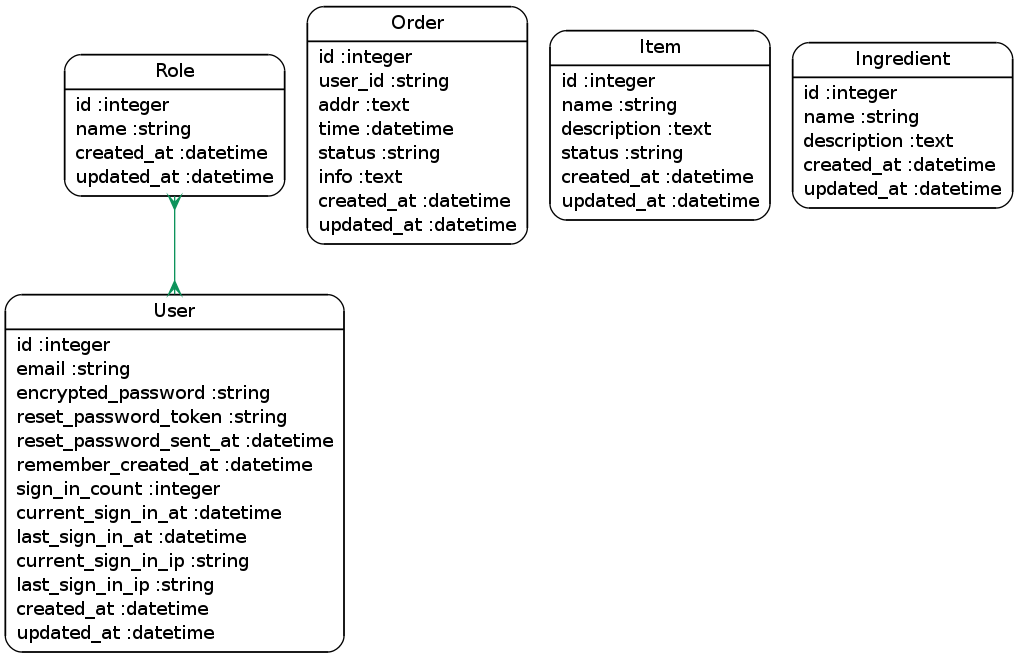 Role
id :integer
name :string
created_at :datetime
updated_at :datetime
Order
id :integer
user_id :string
addr :text
time :datetime
status :string
info :text
created_at :datetime
updated_at :datetime
Item
id :integer
name :string
description :text
status :string
created_at :datetime
updated_at :datetime
Ingredient
id :integer
name :string
description :text
created_at :datetime
updated_at :datetime
User
id :integer
email :string
encrypted_password :string
reset_password_token :string
reset_password_sent_at :datetime
remember_created_at :datetime
sign_in_count :integer
current_sign_in_at :datetime
last_sign_in_at :datetime
current_sign_in_ip :string
last_sign_in_ip :string
created_at :datetime
updated_at :datetime